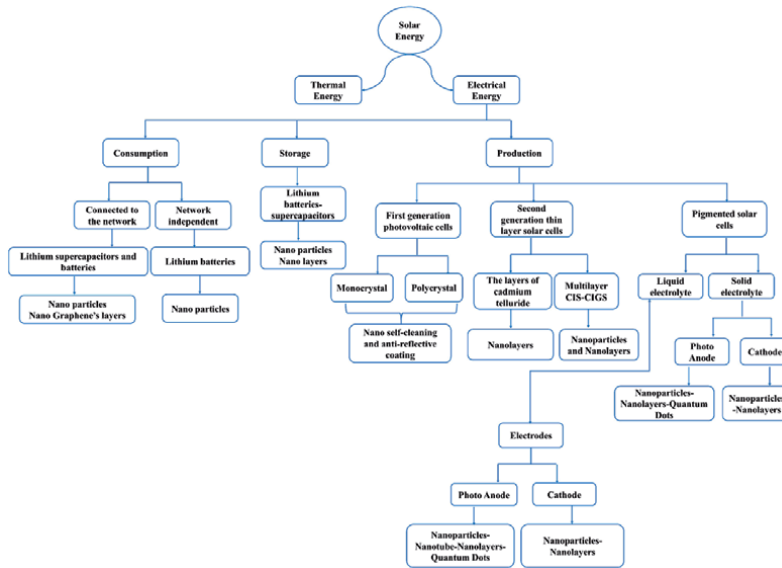 Solar
Energy
Thermal
Energy
Electrical
Energy
Consumption
Storage
Production
Connected to
the network
Network
independent
Lithium
batteries-
supercapacitors
First generation
photovoltaic cells
Second
generation thin
layer solar cells
Pigmented solar
cells
Lithium supercapacitors and
batteries
Lithium batteries
Nano particles
Nano layers
Monocrystal
Polycrystal
The layers of
cadmium
telluride
Multilayer
CIS-CIGS
Liquid
electrolyte
Solid
electrolyte
Nano particles
Nano Graphene's layers
Nano particles
Nano self-cleaning
and anti-reflective
coating
Nanolayers
Nanoparticles
and Nanolayers
Photo
Anode
Cathode
Nanoparticles-
Nanolayers-Quantum
Dots
Nanoparticles
-Nanolayers
Electrodes
Photo Anode
Cathode
Nanoparticles-
Nanotube-Nanolayers-
Quantum Dots
Nanoparticles-
Nanolayers